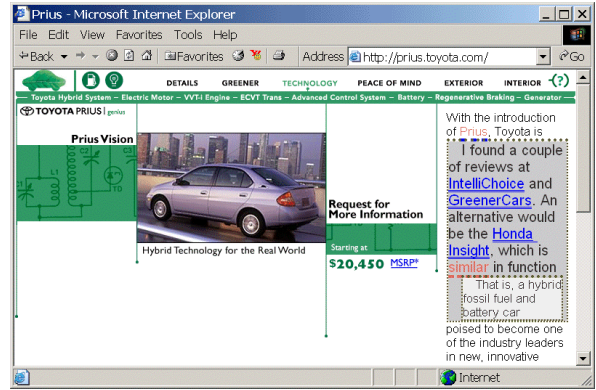 Prius - Microsoft Internet Explorer
File Edit View Favorites Tools Help
Back Favorites Address http://prius.toyota.com/ Go
DETAILS GREENER TECHNOLOGY PEACE OF MIND EXTERIOR INTERIOR (?)
Toyota Hybrid System – Electric Motor – VVT-i Engine – ECVT Trans – Advanced Control System – Battery – Regenerative Braking – Generator
TOYOTA PRIUS | genius
Prius Vision
Hybrid Technology for the Real World
Request for
More Information
Starting at
$20,450 MSRP*
With the introduction
of Prius, Toyota is
I found a couple
of reviews at
IntelliChoice and
GreenerCars. An
alternative would
be the Honda
Insight, which is
similar in function
That is, a hybrid
fossil fuel and
battery car
poised to become one
of the industry leaders
in new, innovative
Internet